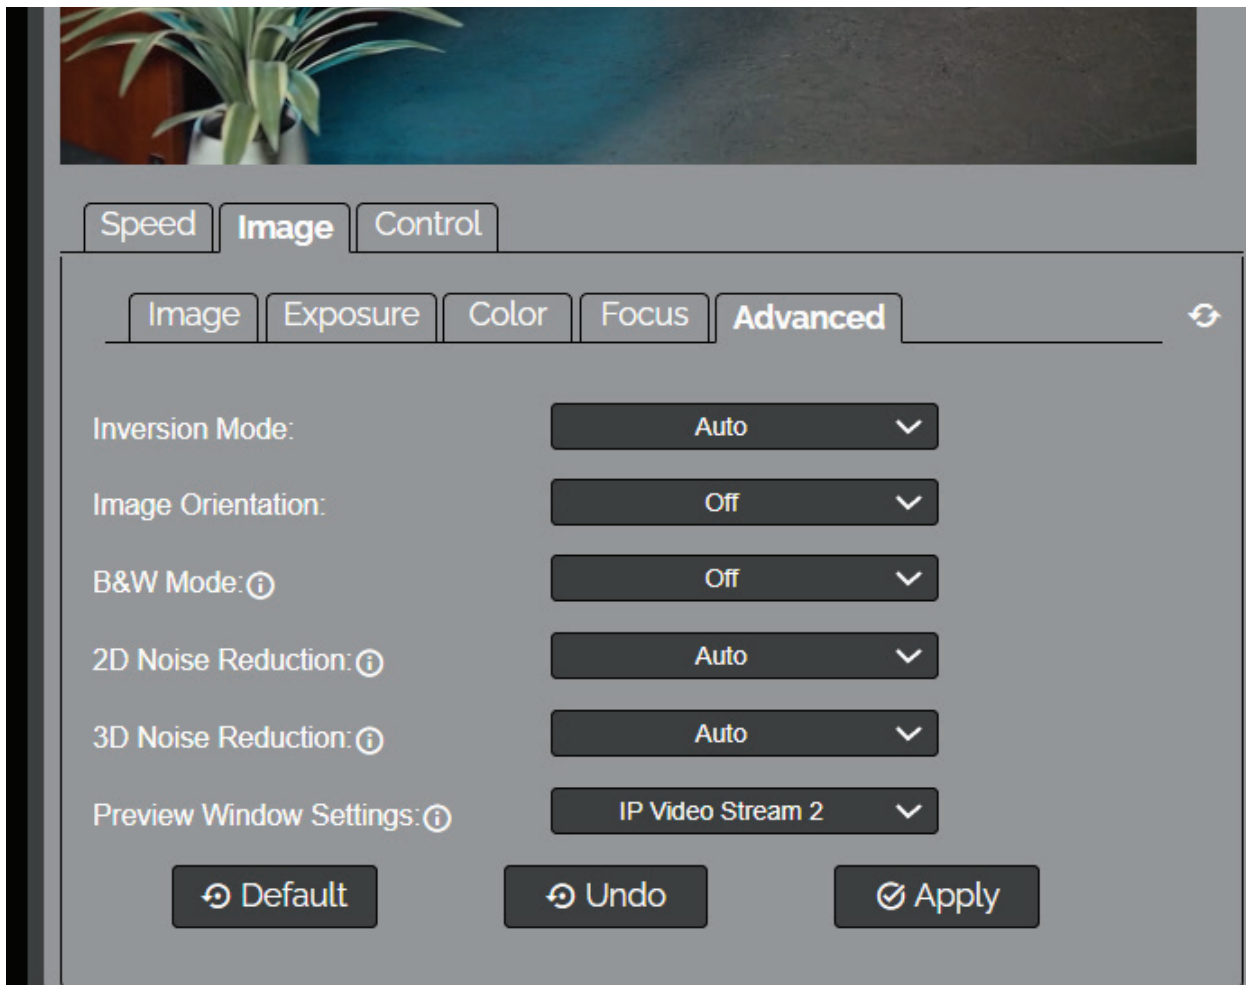 Speed Image Control
Image Exposure Color Focus Advanced
Inversion Mode: Auto
Image Orientation: Off
B&W Mode: Off
2D Noise Reduction: Auto
3D Noise Reduction: Auto
Preview Window Settings: IP Video Stream 2
Default Undo Apply